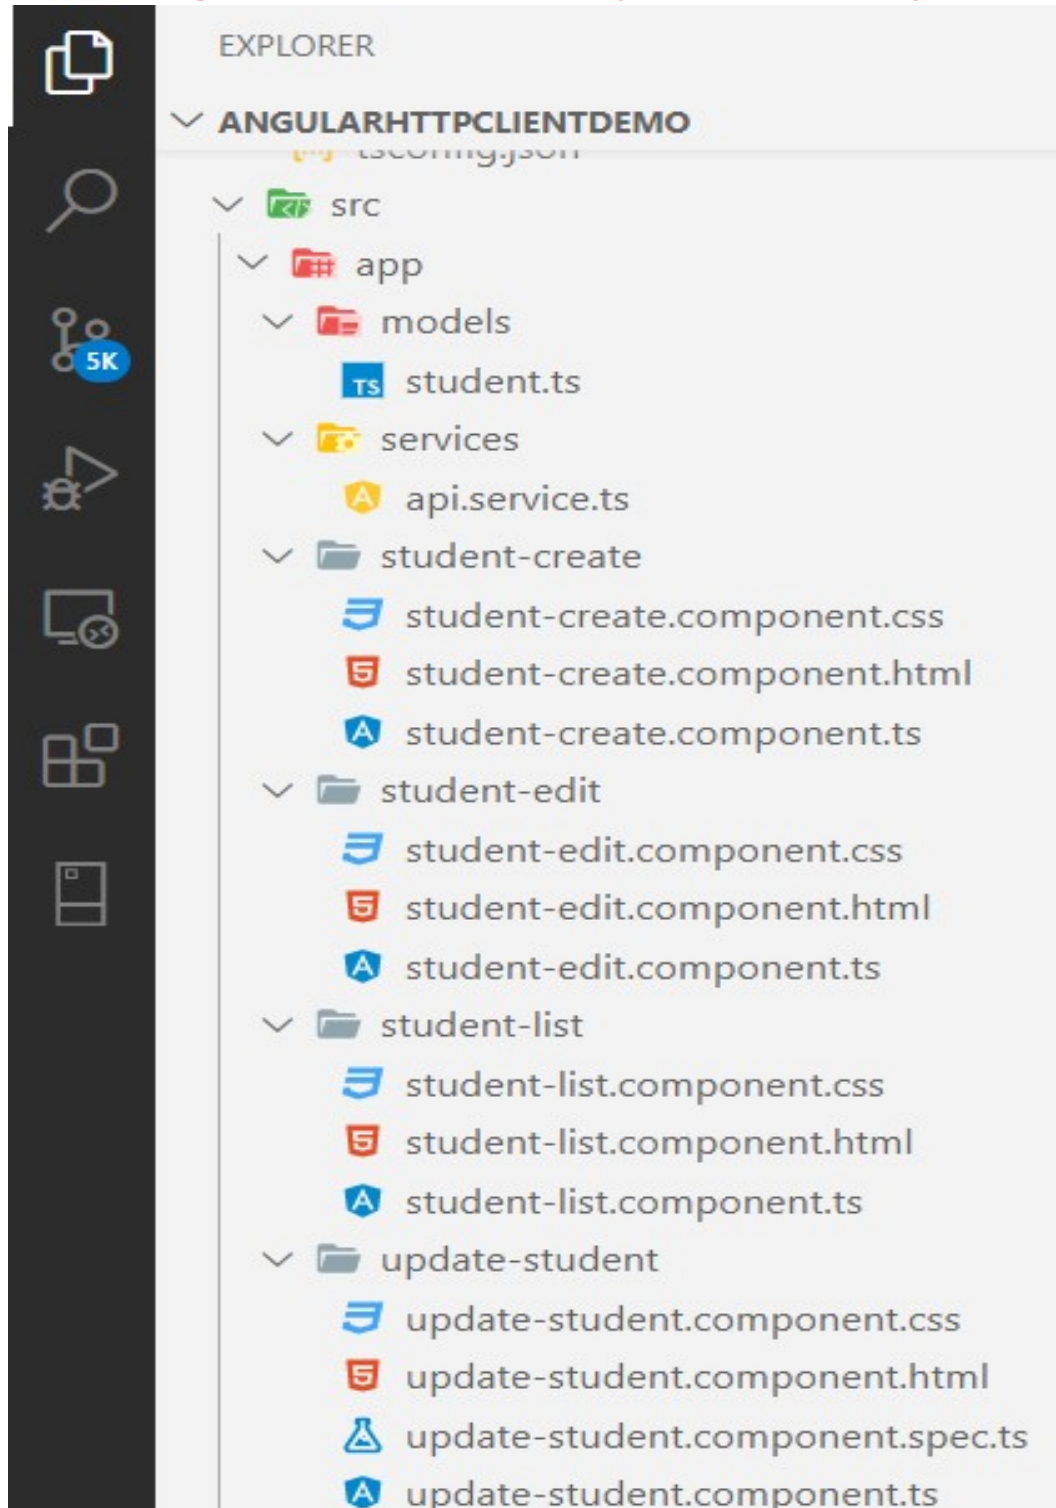 EXPLORER
ANGULARHTTPCLIENTDEMO
tsconfig.json
src
app
models
TS student.ts
services
api.service.ts
student-create
student-create.component.css
student-create.component.html
student-create.component.ts
student-edit
student-edit.component.css
student-edit.component.html
student-edit.component.ts
student-list
student-list.component.css
student-list.component.html
student-list.component.ts
update-student
update-student.component.css
update-student.component.html
update-student.component.spec.ts
update-student.component.ts
5K